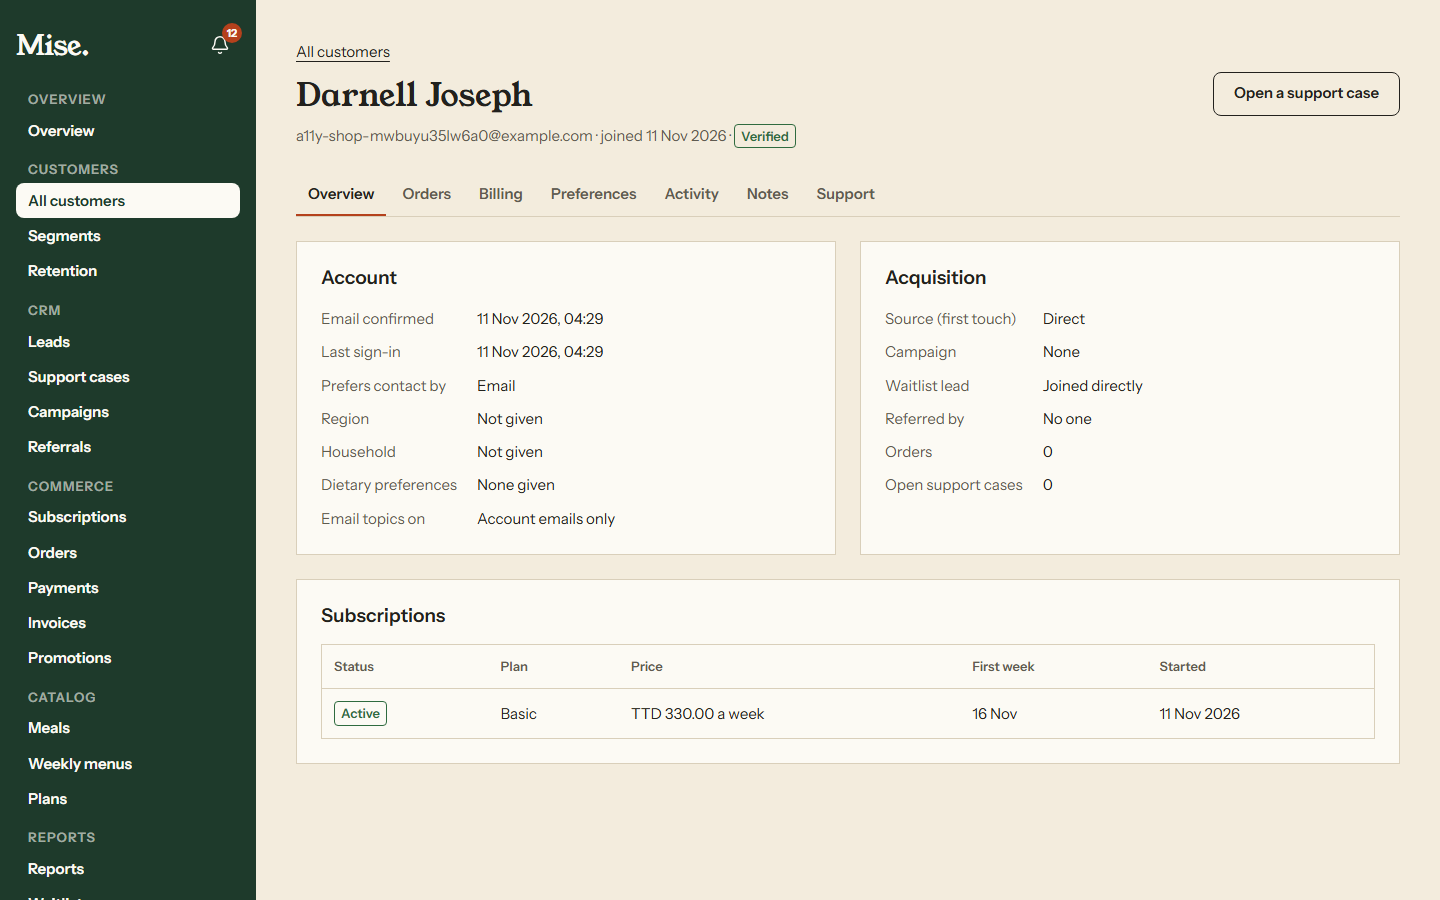 Mise.
12
OVERVIEW
Overview
CUSTOMERS
All customers
Segments
Retention
CRM
Leads
Support cases
Campaigns
Referrals
COMMERCE
Subscriptions
Orders
Payments
Invoices
Promotions
CATALOG
Meals
Weekly menus
Plans
REPORTS
Reports
All customers
Darnell Joseph
Open a support case
a11y-shop-mwbuyu35lw6a0@example.com · joined 11 Nov 2026 · Verified
Overview Orders Billing Preferences Activity Notes Support
Account
Email confirmed 11 Nov 2026, 04:29
Last sign-in 11 Nov 2026, 04:29
Prefers contact by Email
Region Not given
Household Not given
Dietary preferences None given
Email topics on Account emails only
Acquisition
Source (first touch) Direct
Campaign None
Waitlist lead Joined directly
Referred by No one
Orders 0
Open support cases 0
Subscriptions
Status Plan Price First week Started
Active Basic TTD 330.00 a week 16 Nov 11 Nov 2026